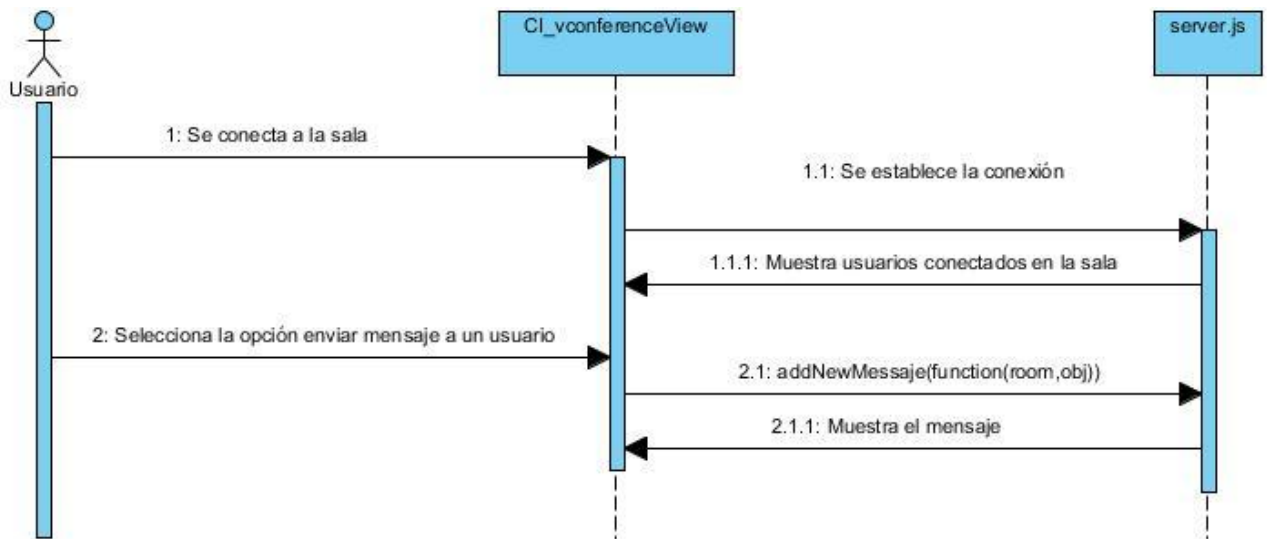 CI_vconferenceView
server.js
Usuario
1: Se conecta a la sala
1.1: Se establece la conexión
1.1.1: Muestra usuarios conectados en la sala
2: Selecciona la opción enviar mensaje a un usuario
2.1: addNewMessaje(function(room,obj))
2.1.1: Muestra el mensaje